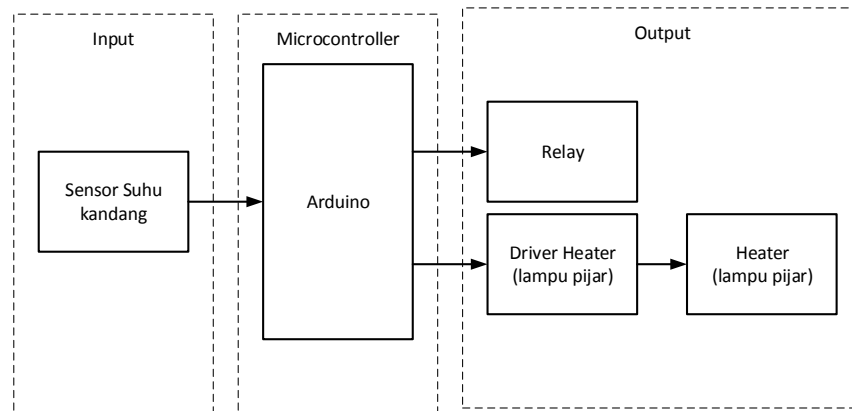 Input
Microcontroller
Output
Sensor Suhu
kandang
Arduino
Relay
Driver Heater
(lampu pijar)
Heater
(lampu pijar)